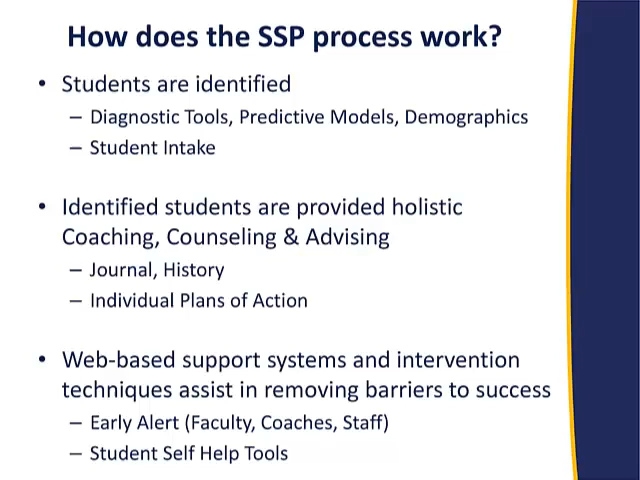 How does the SSP process work?
• Students are identified
– Diagnostic Tools, Predictive Models, Demographics
– Student Intake
• Identified students are provided holistic
Coaching, Counseling & Advising
– Journal, History
– Individual Plans of Action
• Web-based support systems and intervention
techniques assist in removing barriers to success
– Early Alert (Faculty, Coaches, Staff)
– Student Self Help Tools